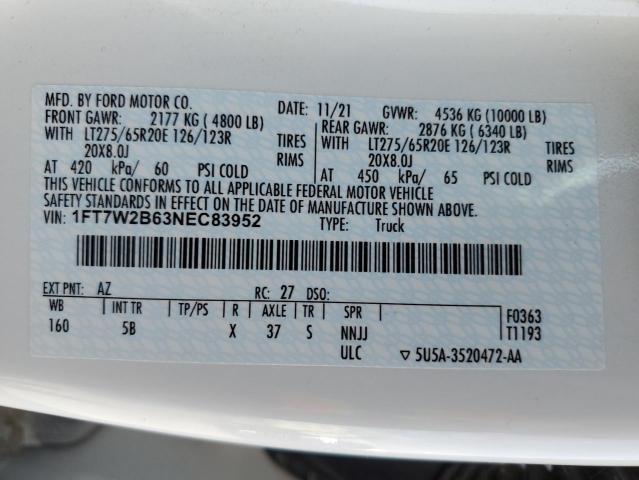 MFD. BY FORD MOTOR CO. DATE: 11/21 GVWR: 4536 KG (10000 LB)
FRONT GAWR: 2177 KG (4800 LB) REAR GAWR: 2876 KG (6340 LB)
WITH LT275/65R20E 126/123R TIRES WITH LT275/65R20E 126/123R TIRES
20X8.0J RIMS 20X8.0J RIMS
AT 420 kPa/ 60 PSI COLD AT 450 kPa/ 65 PSI COLD
THIS VEHICLE CONFORMS TO ALL APPLICABLE FEDERAL MOTOR VEHICLE
SAFETY STANDARDS IN EFFECT ON THE DATE OF MANUFACTURE SHOWN ABOVE.
VIN: 1FT7W2B63NEC83952 TYPE: Truck
EXT PNT: AZ RC: 27 DSO:
WB INT TR TP/PS R AXLE TR SPR F0363
160 5B X 37 S NNJJ T1193
ULC ▽ 5U5A-3520472-AA